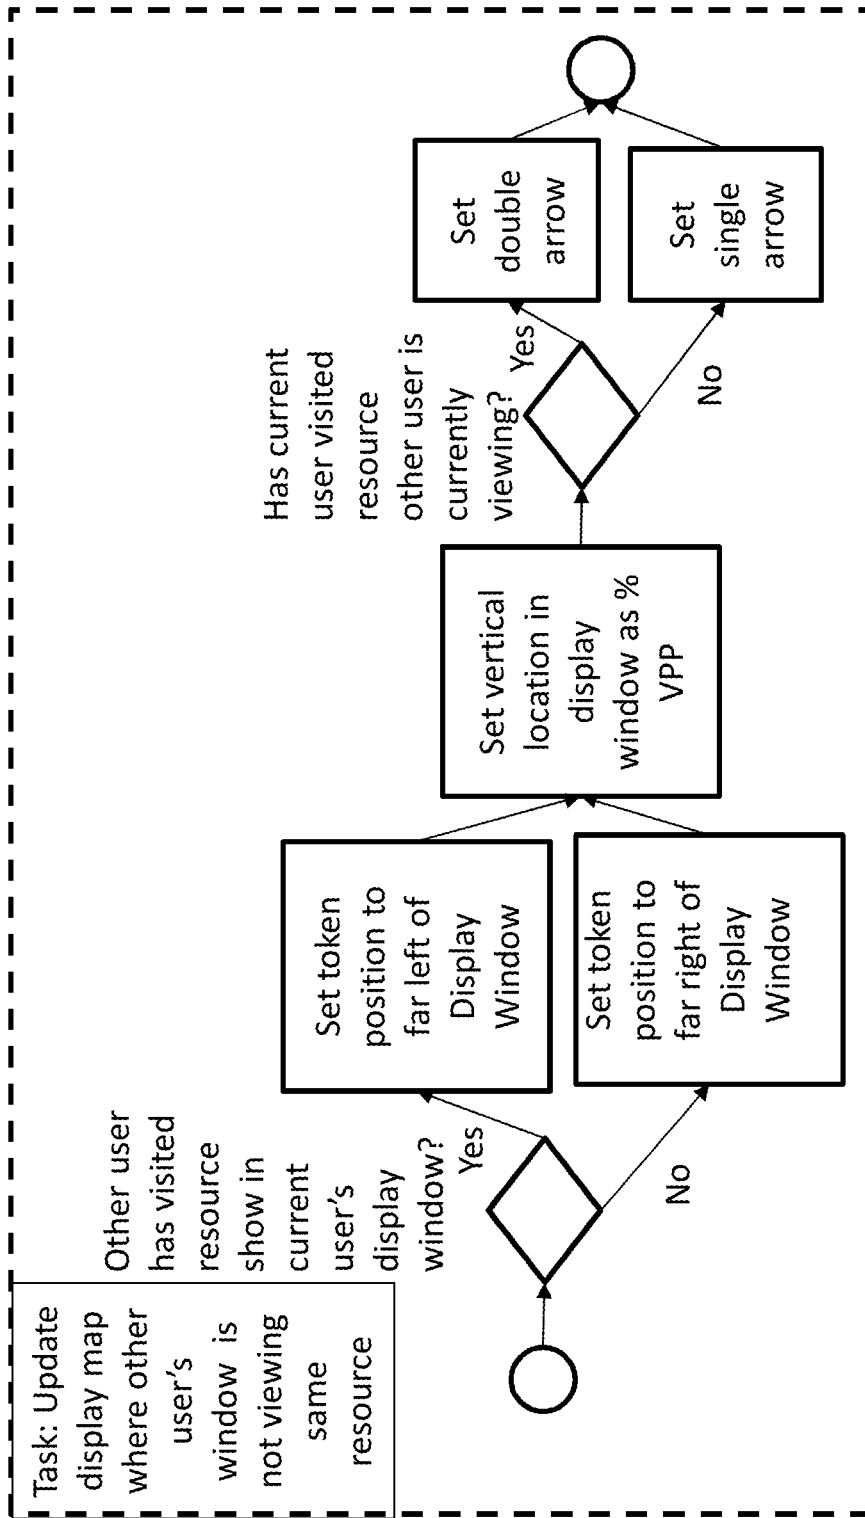 Task: Update
display map
where other
user's
window is
not viewing
same
resource
Other user
has visited
resource
show in
current
user's
display
window?
Yes
No
Set token
position to
far left of
Display
Window
Set token
position to
far right of
Display
Window
Set vertical
location in
display
window as %
VPP
Has current
user visited
resource
other user is
currently
viewing?
Yes
No
Set
double
arrow
Set
single
arrow